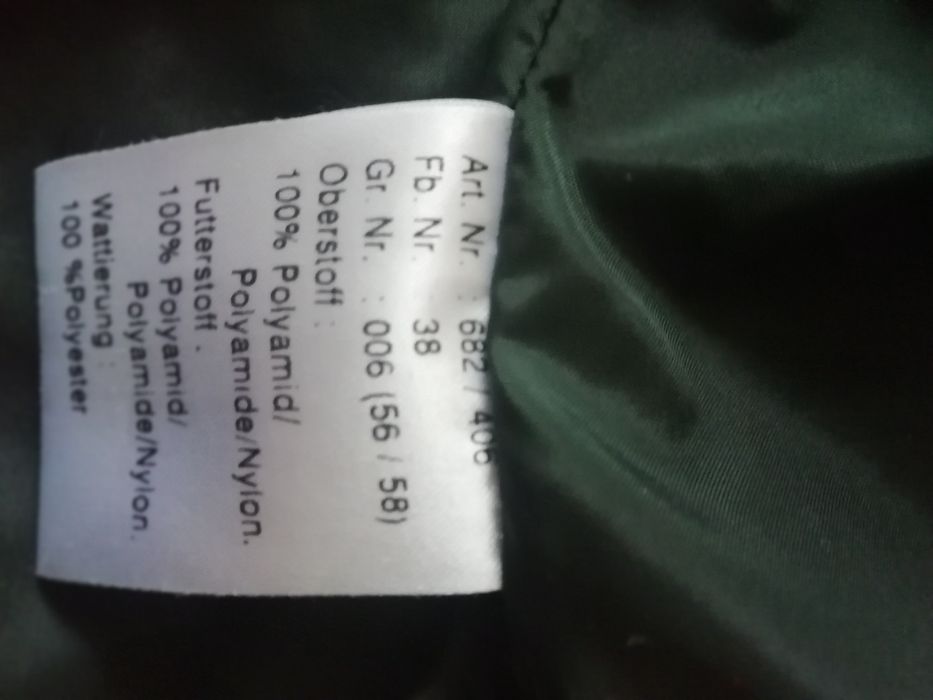 Art. Nr. : 682 / 406
Fb. Nr. 38
Gr. Nr. : 006 (56 / 58)
Oberstoff :
100% Polyamid/
Polyamide/Nylon.
Futterstoff .
100% Polyamid/
Polyamide/Nylon.
Wattierung :
100 %Polyester